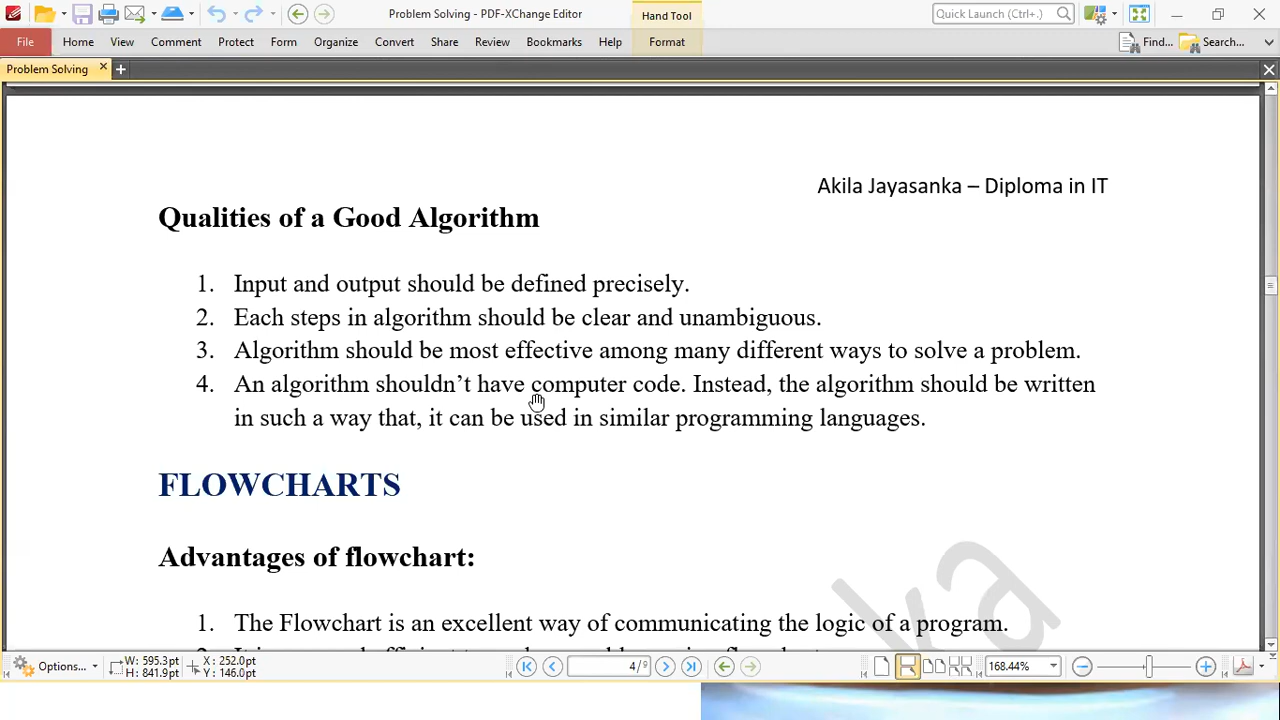 Problem Solving - PDF-XChange Editor
Hand Tool
Quick Launch (Ctrl+.)
File Home View Comment Protect Form Organize Convert Share Review Bookmarks Help Format
Find... Search...
Problem Solving
Akila Jayasanka – Diploma in IT
Qualities of a Good Algorithm
1. Input and output should be defined precisely.
2. Each steps in algorithm should be clear and unambiguous.
3. Algorithm should be most effective among many different ways to solve a problem.
4. An algorithm shouldn't have computer code. Instead, the algorithm should be written
in such a way that, it can be used in similar programming languages.
FLOWCHARTS
Advantages of flowchart:
1. The Flowchart is an excellent way of communicating the logic of a program.
ka
Options... W: 595.3pt X: 252.0pt
H: 841.9pt Y: 146.0pt
4 / 9
168.44%